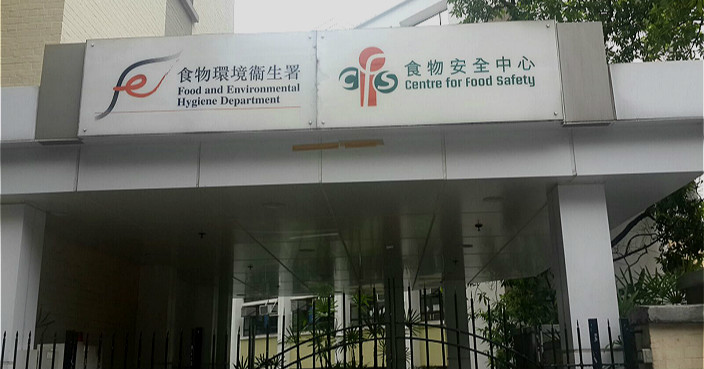 食物環境衞生署
Food and Environmental
Hygiene Department
cfs
食物安全中心
Centre for Food Safety